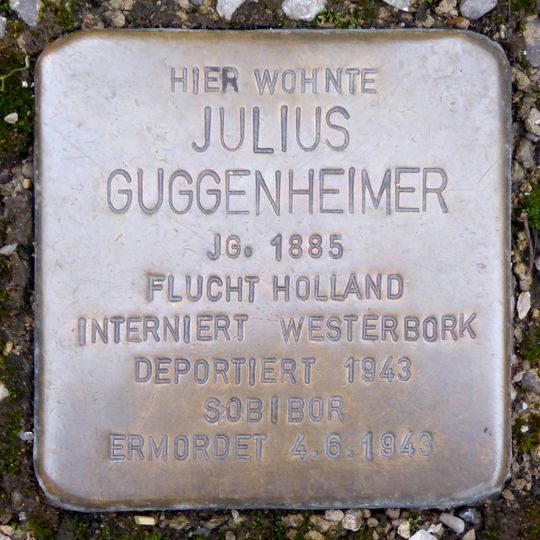 HIER WOHNTE
JULIUS
GUGGENHEIMER
JG. 1885
FLUCHT HOLLAND
INTERNIERT WESTERBORK
DEPORTIERT 1943
SOBIBOR
ERMORDET 4.6.1943